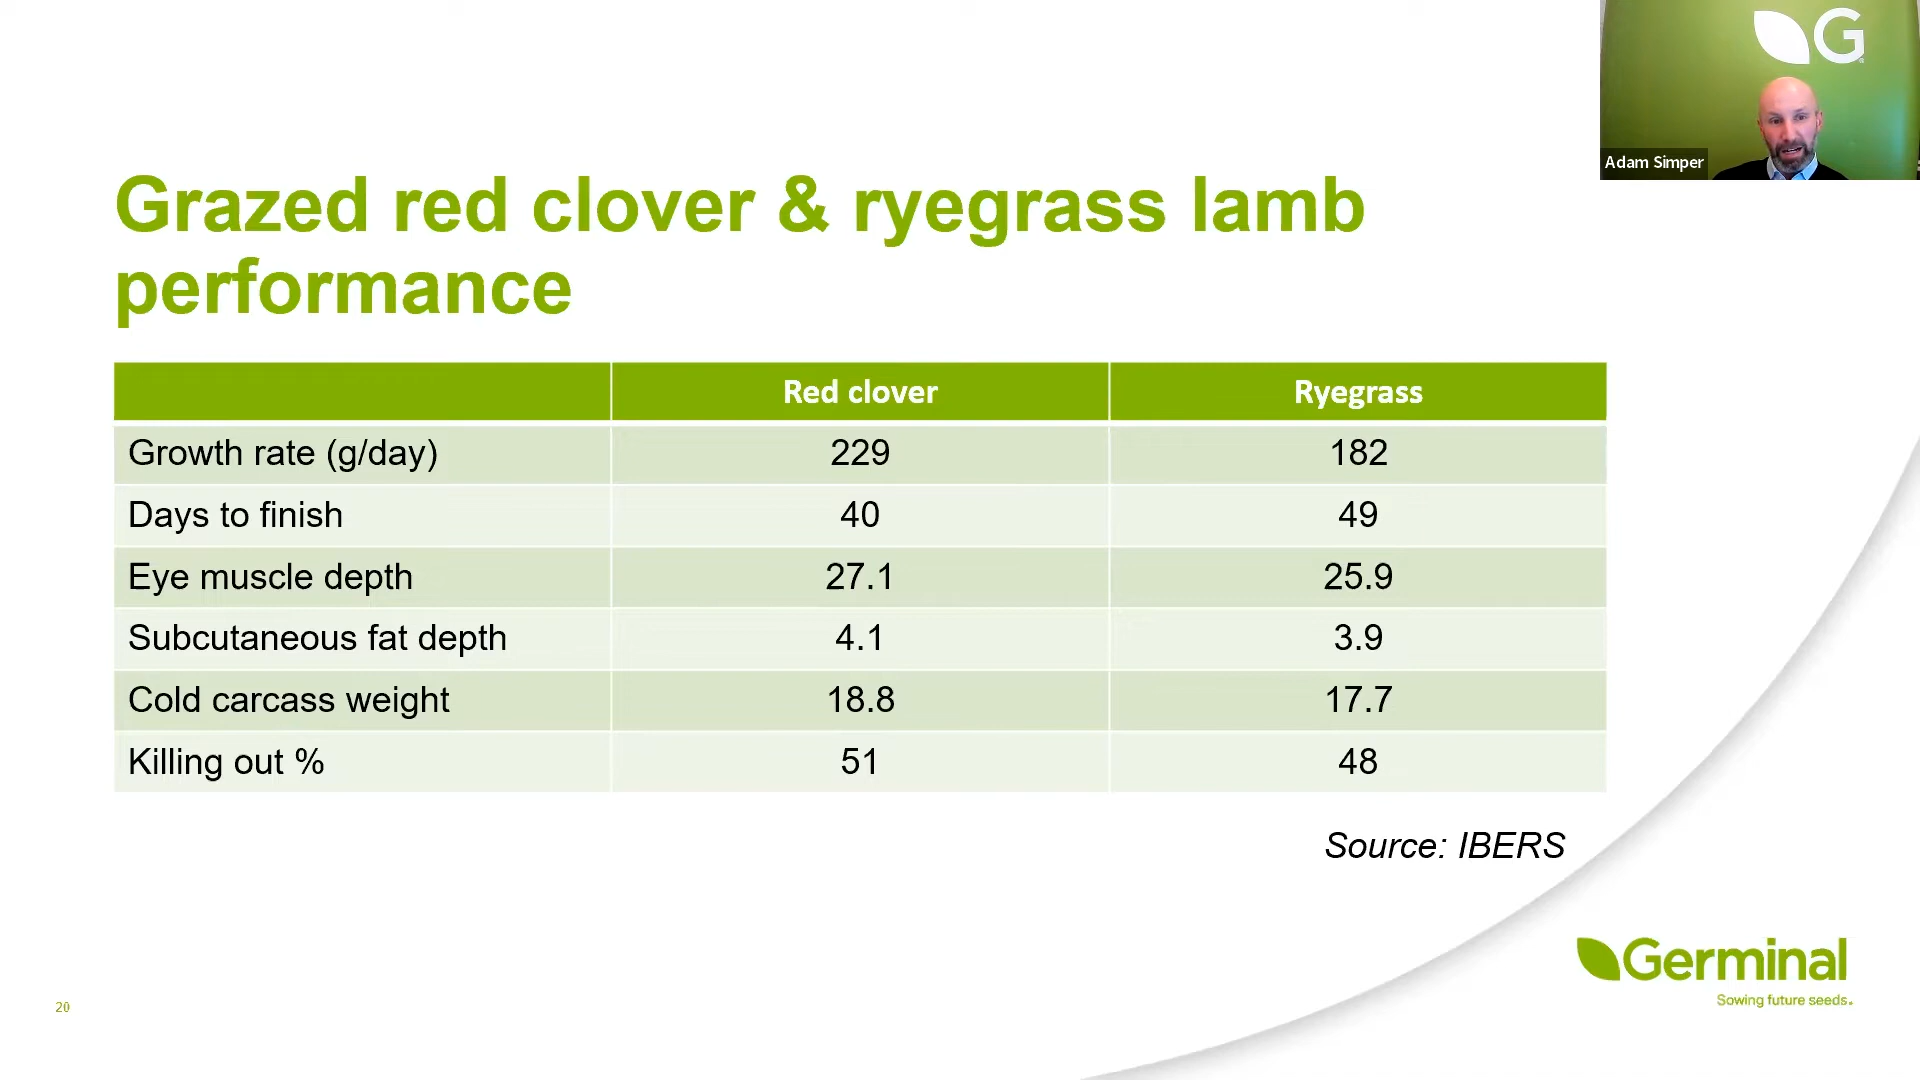 G
Adam Simper
Grazed red clover & ryegrass lamb
performance
Red clover Ryegrass
Growth rate (g/day) 229 182
Days to finish 40 49
Eye muscle depth 27.1 25.9
Subcutaneous fat depth 4.1 3.9
Cold carcass weight 18.8 17.7
Killing out % 51 48
Source: IBERS
Germinal
Sowing future seeds.
20